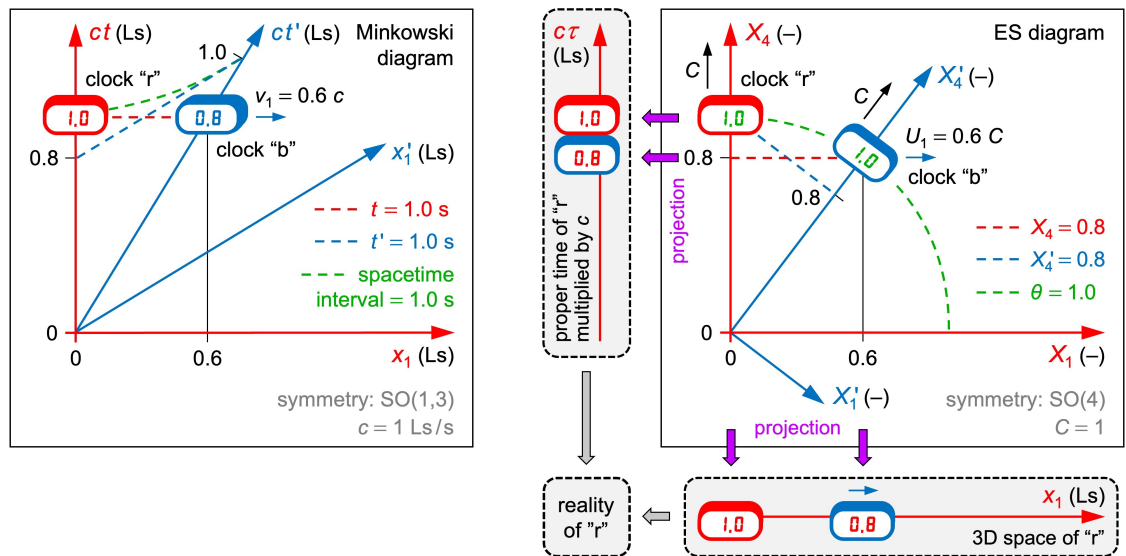 ct (Ls)
ct' (Ls)
Minkowski
diagram
1.0
clock "r"
1.0
0.8
v₁ = 0.6 c
clock "b"
0.8
x₁' (Ls)
t = 1.0 s
t' = 1.0 s
spacetime
interval = 1.0 s
0
0
0.6
x₁ (Ls)
symmetry: SO(1,3)
c = 1 Ls/s
cτ
(Ls)
1.0
0.8
proper time of "r"
multiplied by c
projection
X₄ (–)
ES diagram
C
clock "r"
1.0
C
X₄' (–)
1.0
U₁ = 0.6 C
clock "b"
0.8
0.8
X₄ = 0.8
X₄' = 0.8
θ = 1.0
0
0
0.6
X₁ (–)
X₁' (–)
symmetry: SO(4)
C = 1
projection
reality
of "r"
1.0
0.8
x₁ (Ls)
3D space of "r"